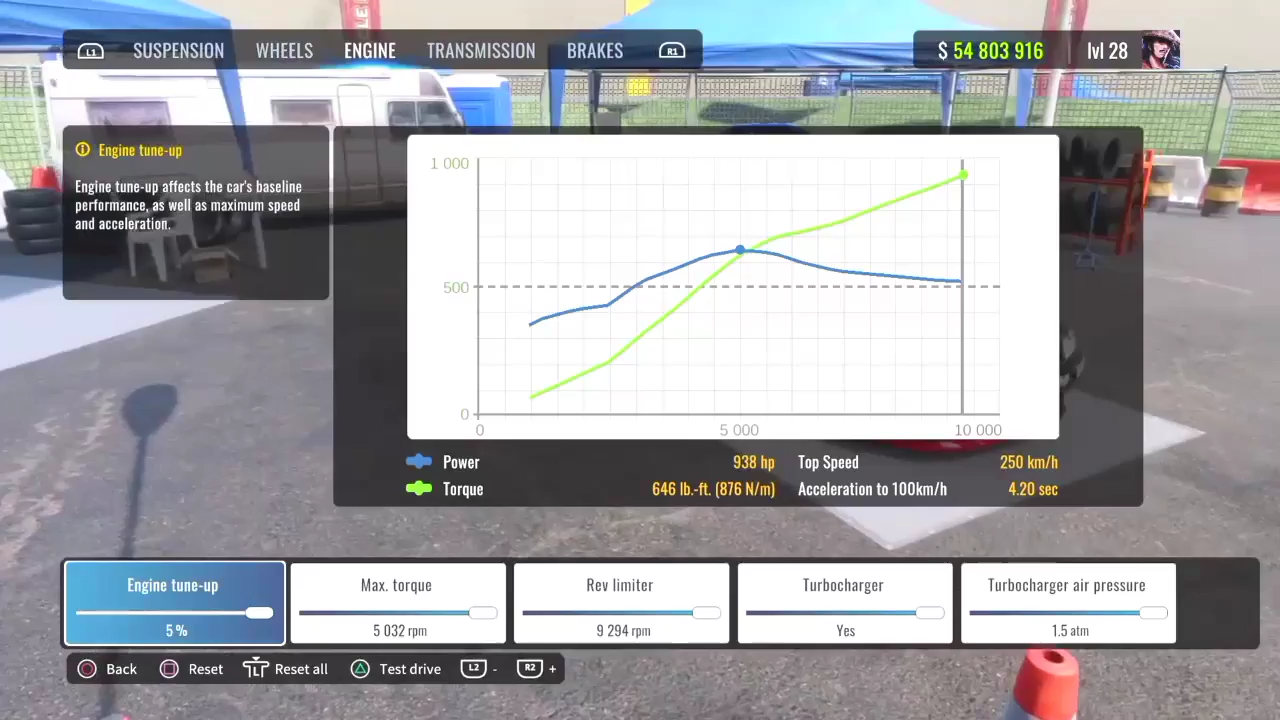 L1 SUSPENSION WHEELS ENGINE TRANSMISSION BRAKES R1
$ 54 803 916 lvl 28
Engine tune-up
Engine tune-up affects the car's baseline
performance, as well as maximum speed
and acceleration.
1 000
500
0
0 5 000 10 000
Power 938 hp Top Speed 250 km/h
Torque 646 lb.-ft. (876 N/m) Acceleration to 100km/h 4.20 sec
Engine tune-up Max. torque Rev limiter Turbocharger Turbocharger air pressure
5 % 5 032 rpm 9 294 rpm Yes 1.5 atm
Back Reset L Reset all Test drive L2 - R2 +